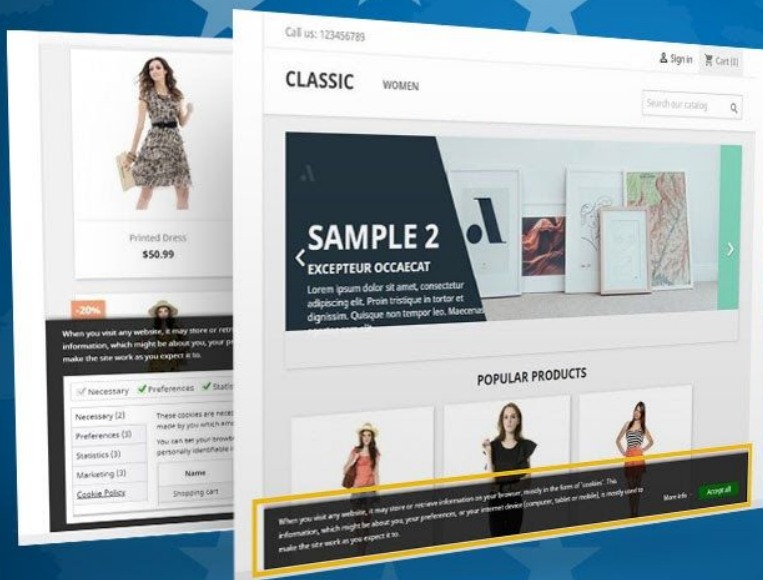 Call us: 123456789
Sign in
Cart (0)
CLASSIC
WOMEN
Search our catalog
SAMPLE 2
EXCEPTEUR OCCAECAT
Lorem ipsum dolor sit amet, consectetur
adipiscing elit. Proin tristique in tortor et
dignissim. Quisque non tempor leo. Maecenas
POPULAR PRODUCTS
When you visit any website, it may store or retrieve information on your browser, mostly in the form of 'cookies'. This
information, which might be about you, your preferences, or your internet device (computer, tablet or mobile), is mostly used to
make the site work as you expect it to.
More info
Accept all
Printed Dress
$50.99
-20%
When you visit any website, it may store or
information, which might be about you, your
make the site work as you expect it to.
Necessary
Preferences
Necessary (2)
Preferences (3)
Statistics (3)
Marketing (3)
Cookie Policy
These cookies are
made by you which
You can set your
personally identifiable
Name
Shopping cart